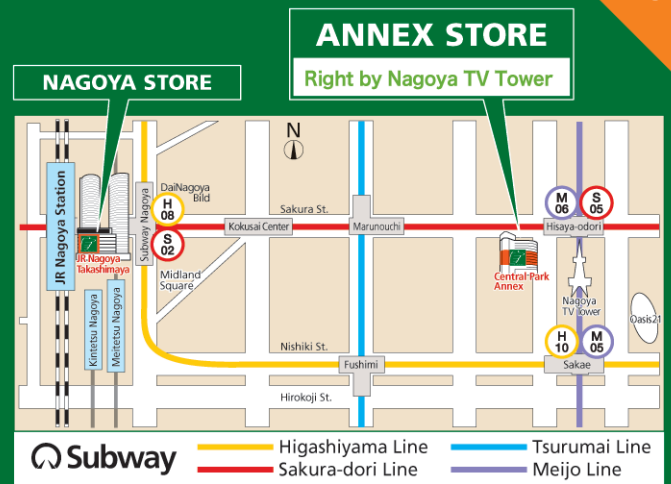 ANNEX STORE
Right by Nagoya TV Tower
NAGOYA STORE
N
JR Nagoya Station
DaiNagoya
Bild
H
08
S
02
Subway Nagoya
JR Nagoya
Takashimaya
Midland
Square
Kintetsu Nagoya
Meitetsu Nagoya
Sakura St.
Kokusai Center
Marunouchi
M
06
S
05
Hisaya-odori
Central Park
Annex
Nagoya
TV Tower
Oasis21
H
10
M
05
Nishiki St.
Fushimi
Sakae
Hirokoji St.
Subway
Higashiyama Line
Tsurumai Line
Sakura-dori Line
Meijo Line